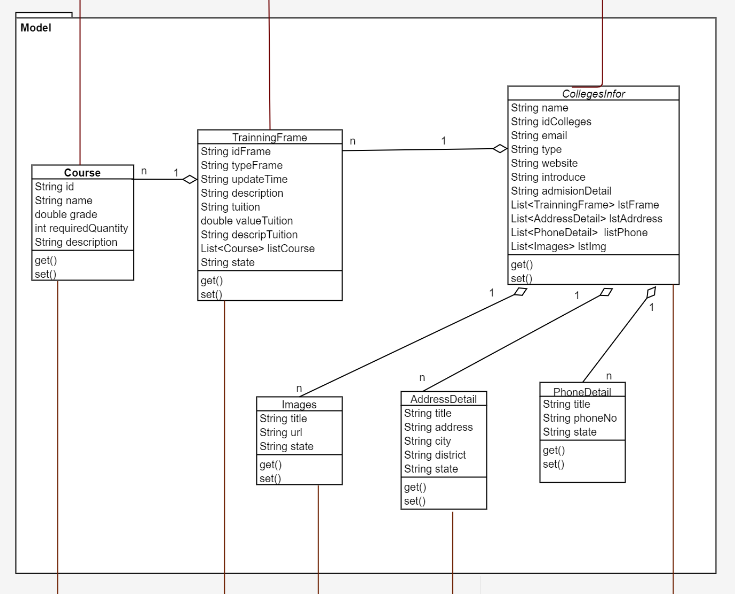 Model
CollegesInfor
String name
String idColleges
String email
String type
String website
String introduce
String admisionDetail
List<TrainningFrame> lstFrame
List<AddressDetail> lstAdrdress
List<PhoneDetail> listPhone
List<Images> lstImg
get()
set()
TrainningFrame
String idFrame
String typeFrame
String updateTime
String description
String tuition
double valueTuition
String descripTuition
List<Course> listCourse
String state
get()
set()
n
1
Course
String id
String name
double grade
int requiredQuantity
String description
get()
set()
n
1
1
1
1
n
n
n
Images
String title
String url
String state
get()
set()
AddressDetail
String title
String address
String city
String district
String state
get()
set()
PhoneDetail
String title
String phoneNo
String state
get()
set()